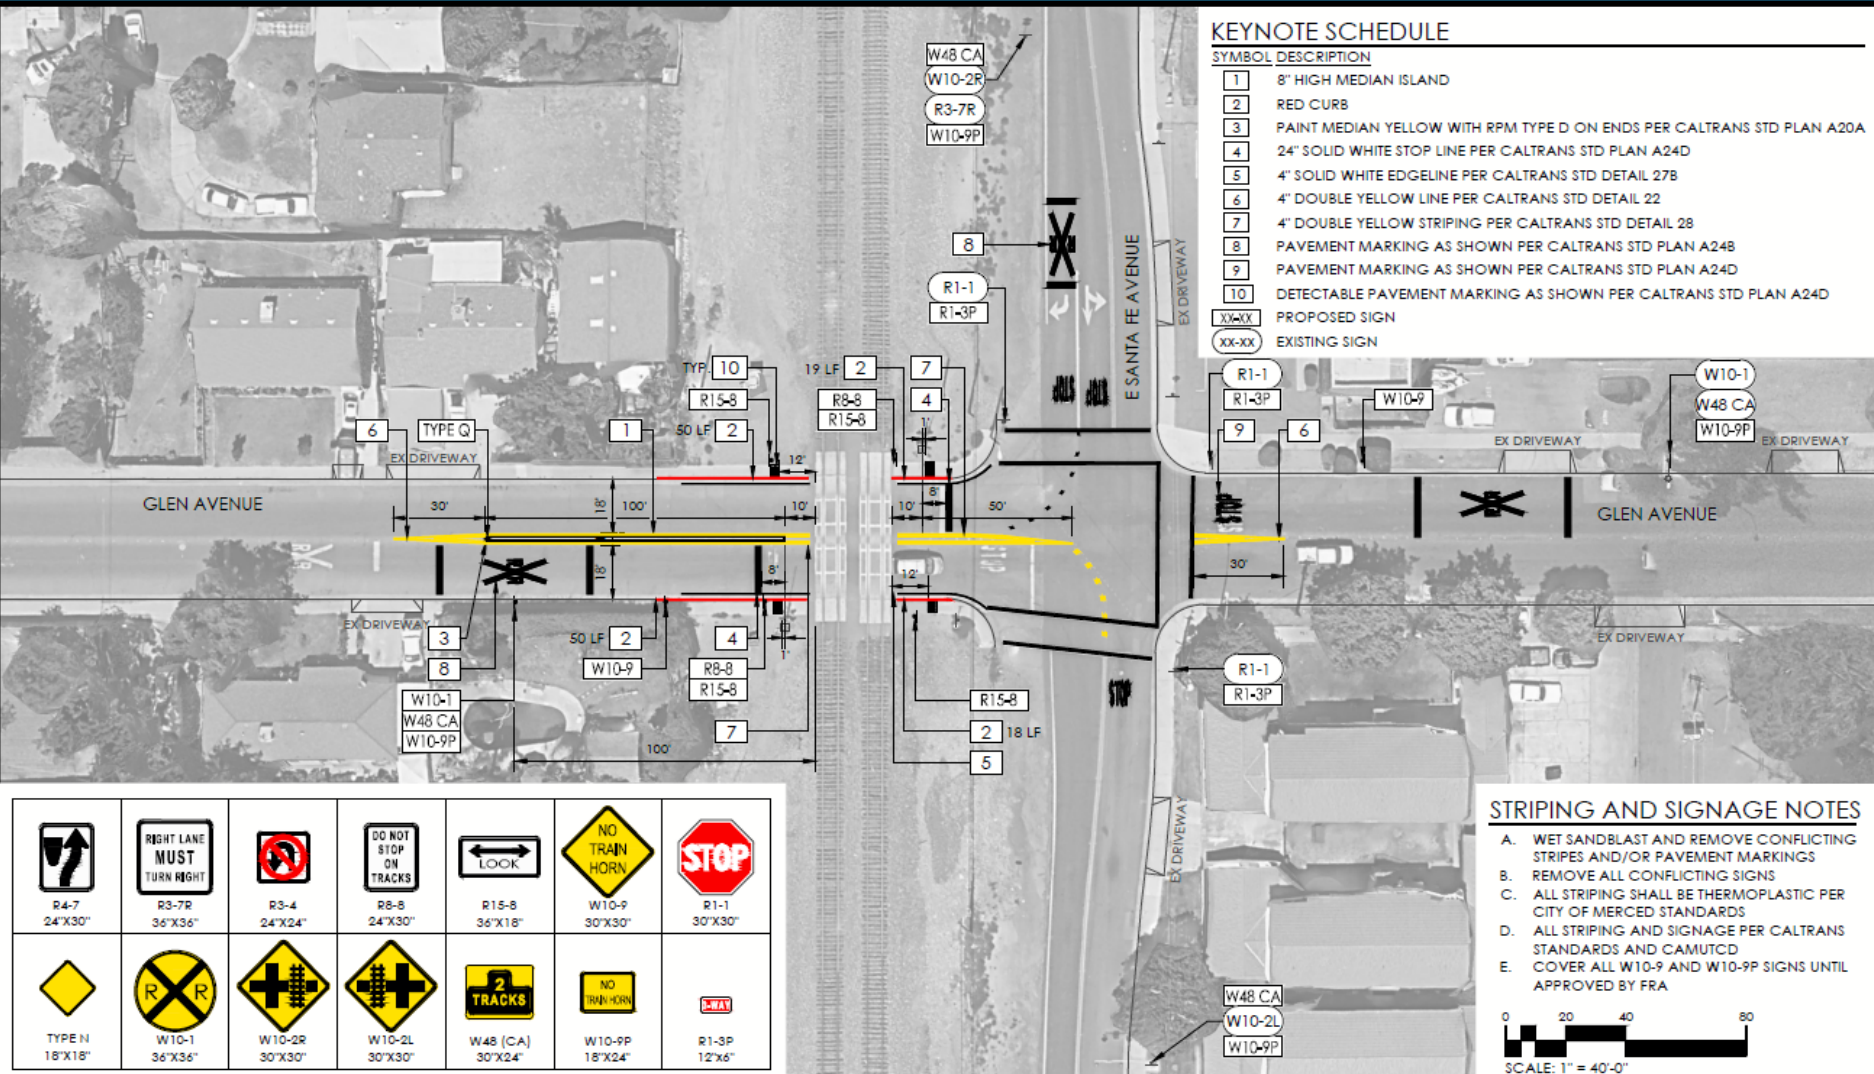 KEYNOTE SCHEDULE
SYMBOL DESCRIPTION
1 8" HIGH MEDIAN ISLAND
2 RED CURB
3 PAINT MEDIAN YELLOW WITH RPM TYPE D ON ENDS PER CALTRANS STD PLAN A20A
4 24" SOLID WHITE STOP LINE PER CALTRANS STD PLAN A24D
5 4" SOLID WHITE EDGELINE PER CALTRANS STD DETAIL 27B
6 4" DOUBLE YELLOW LINE PER CALTRANS STD DETAIL 22
7 4" DOUBLE YELLOW STRIPING PER CALTRANS STD DETAIL 28
8 PAVEMENT MARKING AS SHOWN PER CALTRANS STD PLAN A24B
9 PAVEMENT MARKING AS SHOWN PER CALTRANS STD PLAN A24D
10 DETECTABLE PAVEMENT MARKING AS SHOWN PER CALTRANS STD PLAN A24D
XX-XX PROPOSED SIGN
XX-XX EXISTING SIGN
W48 CA
W10-2R
R3-7R
W10-9P
8
R1-1
R1-3P
E SANTA FE AVENUE
EX DRIVEWAY
STOP STOP
TYP. 10
R15-8
50 LF 2
12'
19 LF 2
R8-8
R15-8
7
4
1'
6
TYPE Q
1
EX DRIVEWAY
R1-1
R1-3P
9
6
W10-9
W10-1
W48 CA
W10-9P
EX DRIVEWAY
EX DRIVEWAY
GLEN AVENUE
30'
100'
18'
10'
10'
8'
50'
STOP
GLEN AVENUE
18'
8'
12'
STOP
30'
EX DRIVEWAY
3
8
W10-1
W48 CA
W10-9P
50 LF 2
W10-9
4
R8-8
R15-8
1'
7
100'
R15-8
2 18 LF
5
R1-1
R1-3P
STOP
EX DRIVEWAY
EX DRIVEWAY
W48 CA
W10-2L
W10-9P
R4-7
24"X30"
RIGHT LANE
MUST
TURN RIGHT
R3-7R
36"X36"
R3-4
24"X24"
DO NOT
STOP
ON
TRACKS
R8-8
24"X30"
LOOK
R15-8
36"X18"
NO
TRAIN
HORN
W10-9
30"X30"
STOP
R1-1
30"X30"
TYPE N
18"X18"
R R
W10-1
36"X36"
W10-2R
30"X30"
W10-2L
30"X30"
2
TRACKS
W48 (CA)
30"X24"
NO
TRAIN HORN
W10-9P
18"X24"
3-WAY
R1-3P
12"x6"
STRIPING AND SIGNAGE NOTES
A. WET SANDBLAST AND REMOVE CONFLICTING
STRIPES AND/OR PAVEMENT MARKINGS
B. REMOVE ALL CONFLICTING SIGNS
C. ALL STRIPING SHALL BE THERMOPLASTIC PER
CITY OF MERCED STANDARDS
D. ALL STRIPING AND SIGNAGE PER CALTRANS
STANDARDS AND CAMUTCD
E. COVER ALL W10-9 AND W10-9P SIGNS UNTIL
APPROVED BY FRA
0 20 40 80
SCALE: 1" = 40'-0"